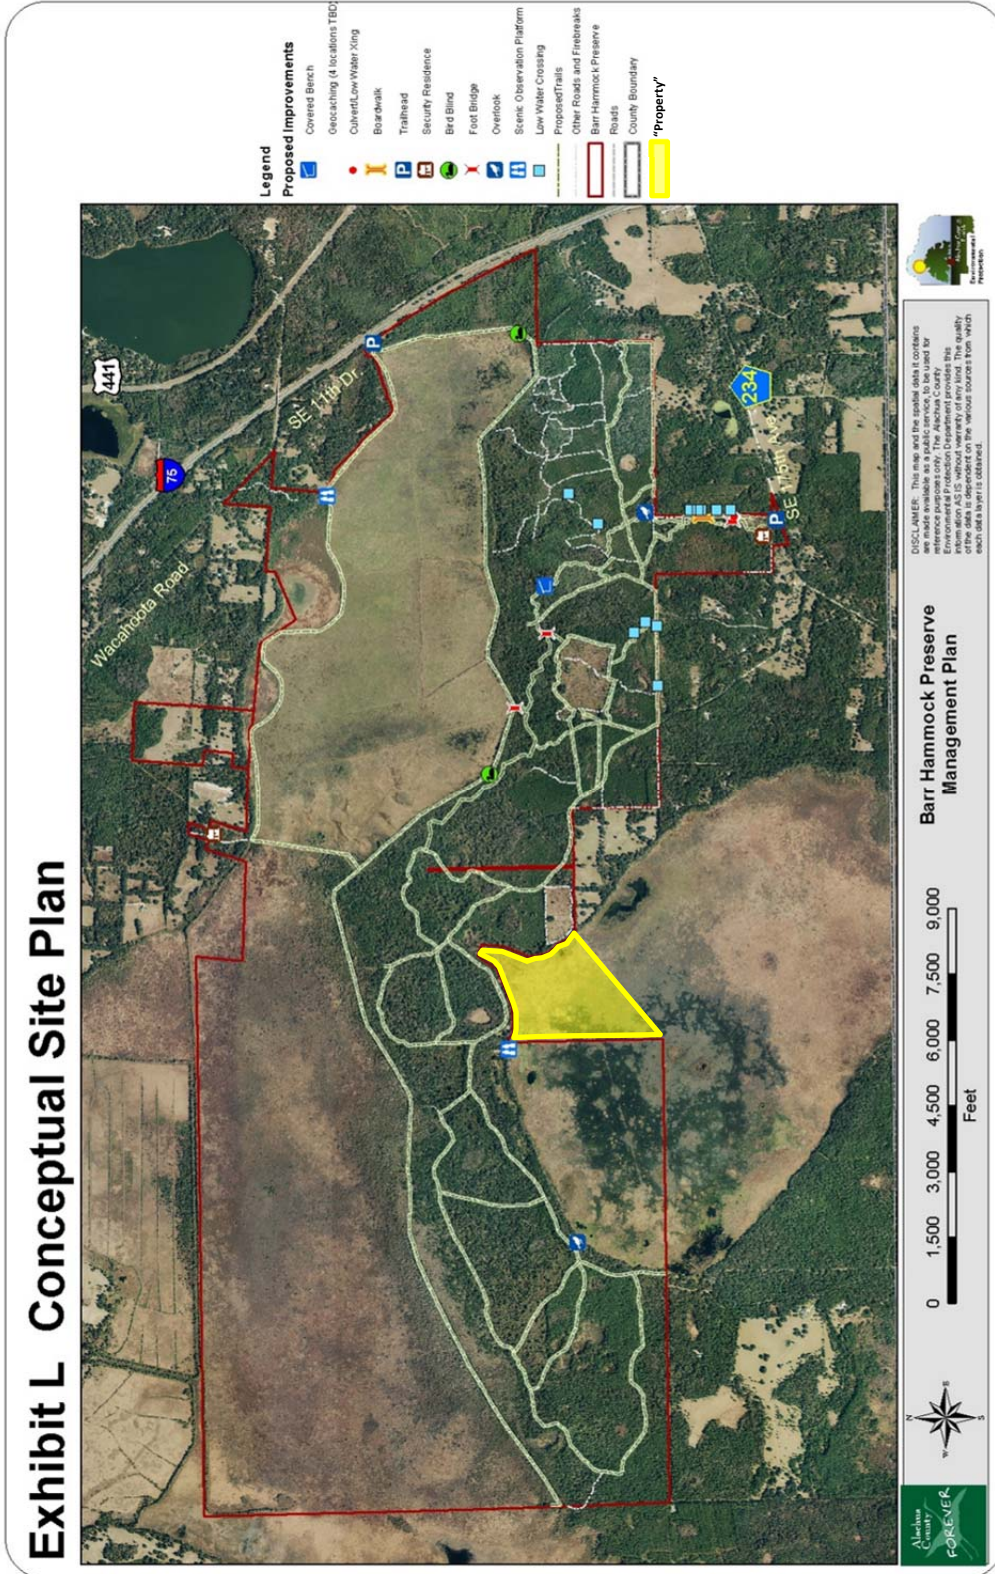 Exhibit L Conceptual Site Plan
Wacahoota Road
75
441
SE 11th Dr
234
SE 175th Ave
Legend
Proposed Improvements
Covered Bench
Geocaching (4 locations TBD)
Culvert/Low Water Xing
Boardwalk
Trailhead
Security Residence
Bird Blind
Foot Bridge
Overlook
Scenic Observation Platform
Low Water Crossing
ProposedTrails
Other Roads and Firebreaks
Barr Hammock Preserve
Roads
County Boundary
"Property"
Alachua
County
FOREVER
N
W
E
S
0 1,500 3,000 4,500 6,000 7,500 9,000
Feet
Barr Hammock Preserve
Management Plan
DISCLAIMER: This map and the spatial data it contains
are made available as a public service, to be used for
reference purposes only. The Alachua County
Environmental Protection Department provides this
information AS IS without warranty of any kind. The quality
of the data is dependent on the various sources from which
each data layer is obtained.
Environmental
Protection